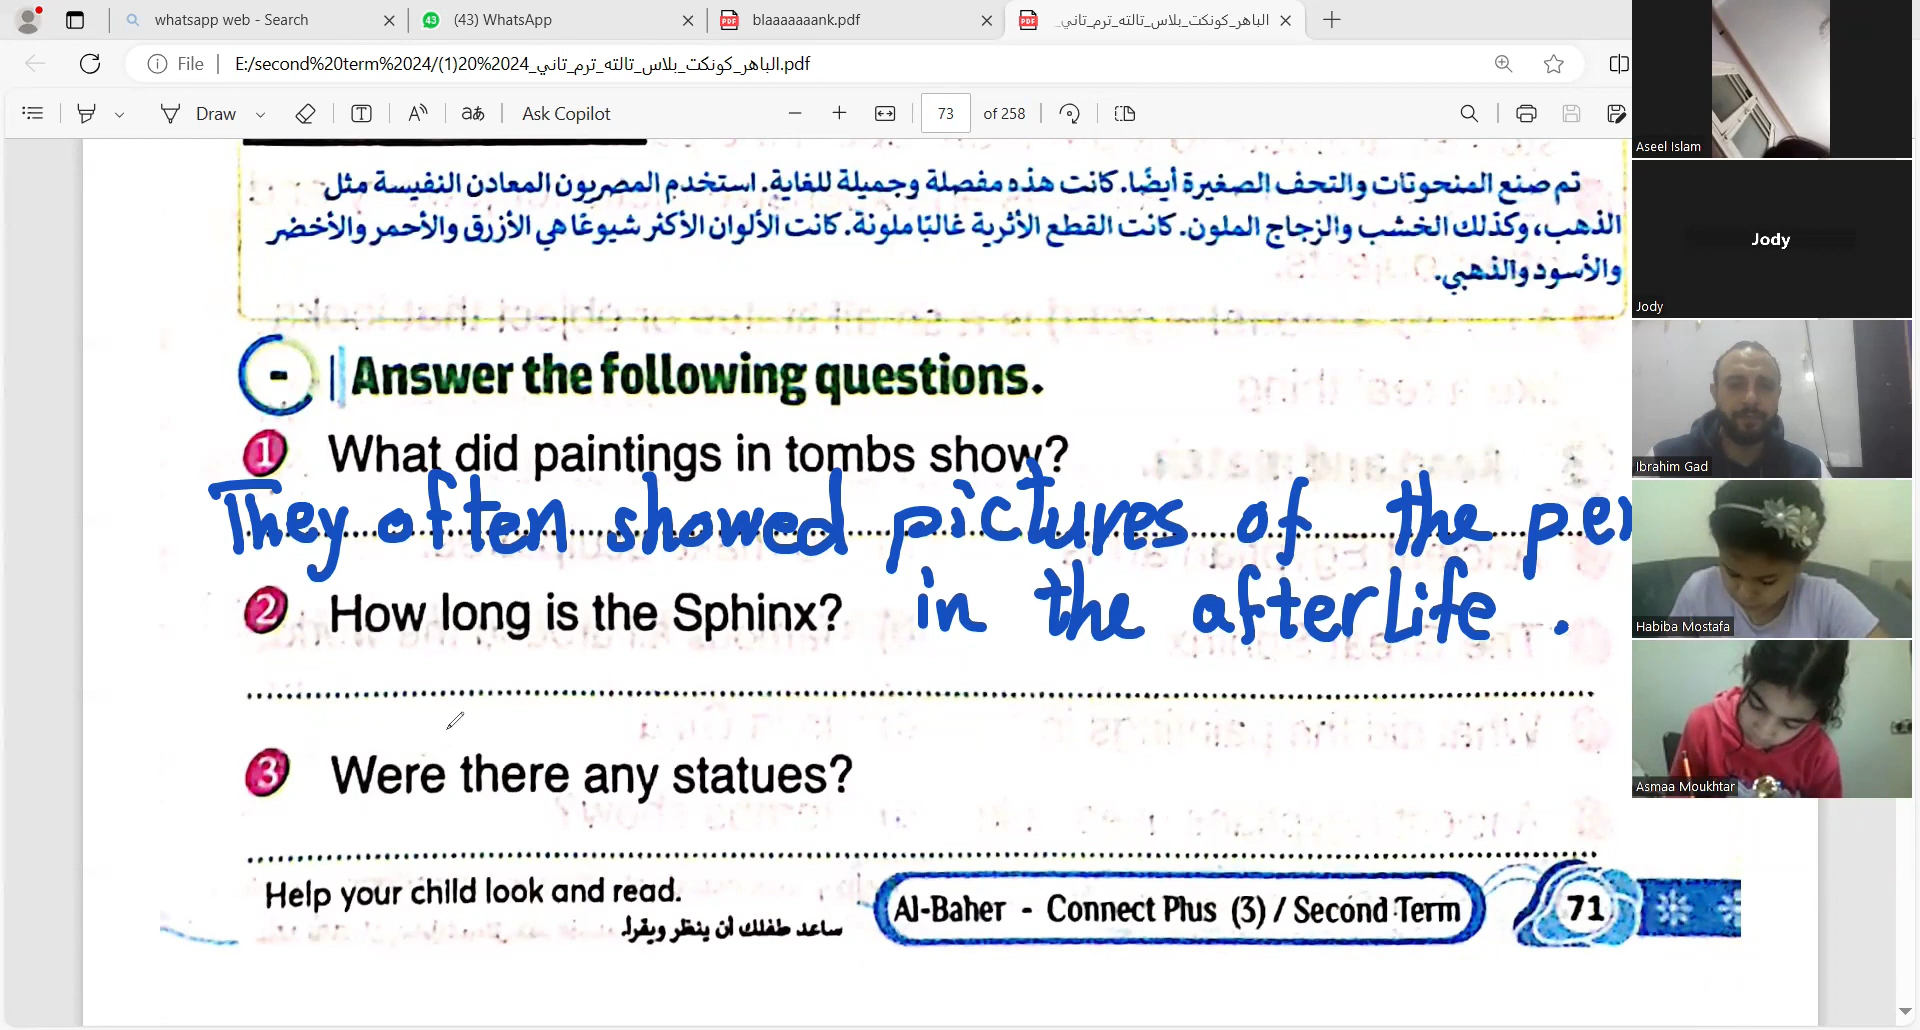 whatsapp web - Search
(43) WhatsApp
blaaaaaaank.pdf
الباهر_كونكت_بلاس_تالته_ترم_تاني_
File
E:/second%20term%2024/(1)20%2024_الباهر_كونكت_بلاس_تالته_ترم_تاني.pdf
Draw
aあ
Ask Copilot
73 of 258
تم صنع المنحوتات والتحف الصغيرة أيضًا. كانت هذه مفصلة وجميلة للغاية. استخدم المصريون المعادن النفيسة مثل
الذهب، وكذلك الخشب والزجاج الملون. كانت القطع الأثرية غالبًا ملونة. كانت الألوان الأكثر شيوعًا هي الأزرق والأحمر والأخضر
والأسود والذهبي.
- Answer the following questions.
1 What did paintings in tombs show?
They often showed pictures of the per
in the afterlife .
2 How long is the Sphinx?
3 Were there any statues?
Help your child look and read.
ساعد طفلك أن ينظر ويقرأ.
Al-Baher - Connect Plus (3) / Second Term
71
Aseel Islam
Jody
Jody
Ibrahim Gad
Habiba Mostafa
Asmaa Moukhtar